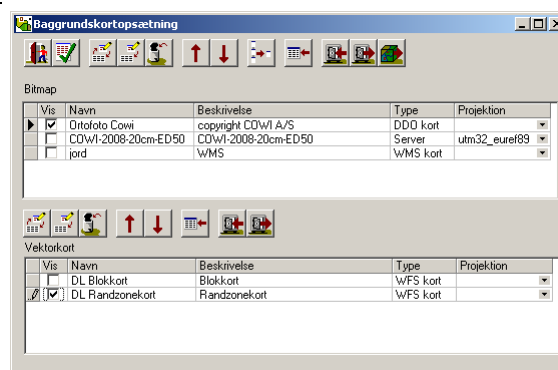 Baggrundskortopsætning
Bitmap
Vis Navn Beskrivelse Type Projektion
Ortofoto Cowi copyright COWI A/S DDO kort
COWI-2008-20cm-ED50 COWI-2008-20cm-ED50 Server utm32_euref89
jord WMS WMS kort
Vektorkort
Vis Navn Beskrivelse Type Projektion
DL Blokkort Blokkort WFS kort
DL Randzonekort Randzonekort WFS kort